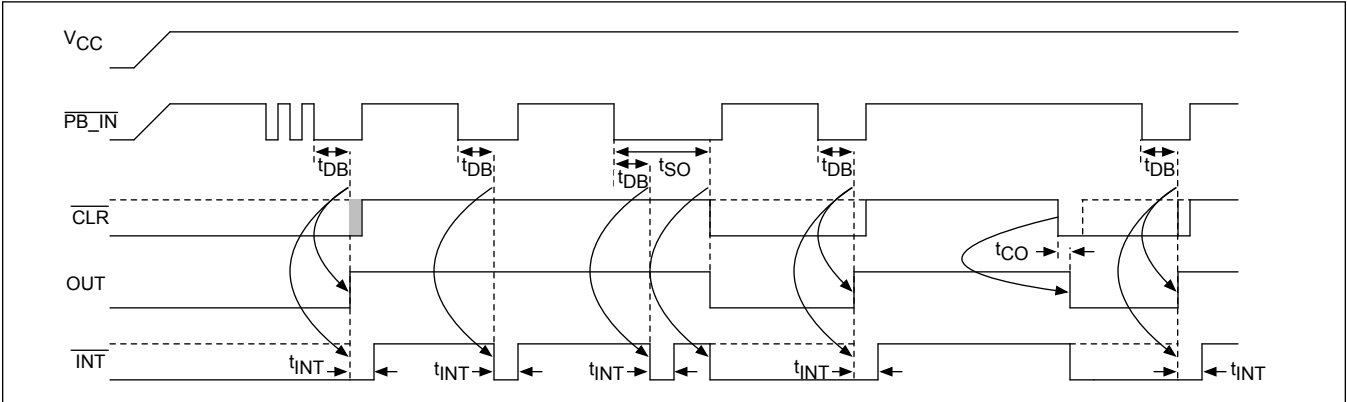 VCC
PB_IN
tDB
tDB
tDB
tSO
tDB
tDB
CLR
tCO
OUT
INT
tINT
tINT
tINT
tINT
tINT